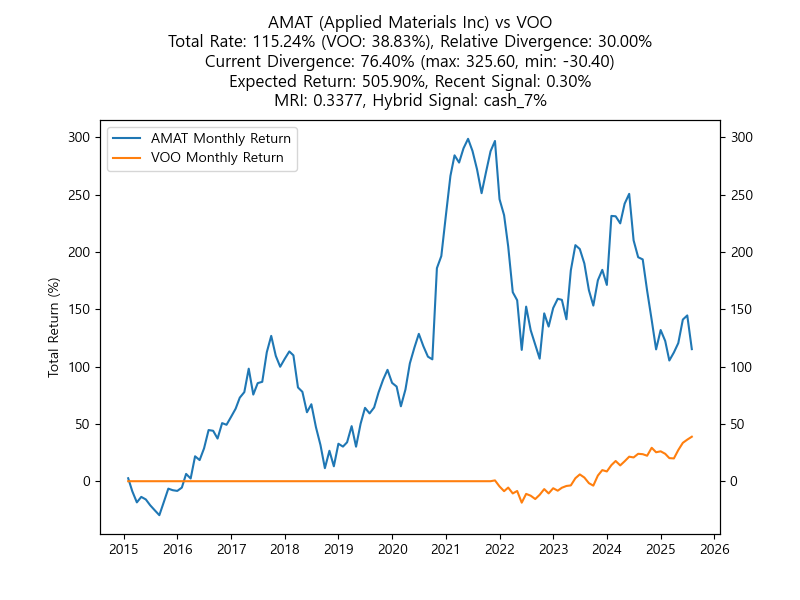 AMAT (Applied Materials Inc) vs VOO
Total Rate: 115.24% (VOO: 38.83%), Relative Divergence: 30.00%
Current Divergence: 76.40% (max: 325.60, min: -30.40)
Expected Return: 505.90%, Recent Signal: 0.30%
MRI: 0.3377, Hybrid Signal: cash_7%
AMAT Monthly Return
VOO Monthly Return
Total Return (%)
300
250
200
150
100
50
0
300
250
200
150
100
50
0
2015 2016 2017 2018 2019 2020 2021 2022 2023 2024 2025 2026